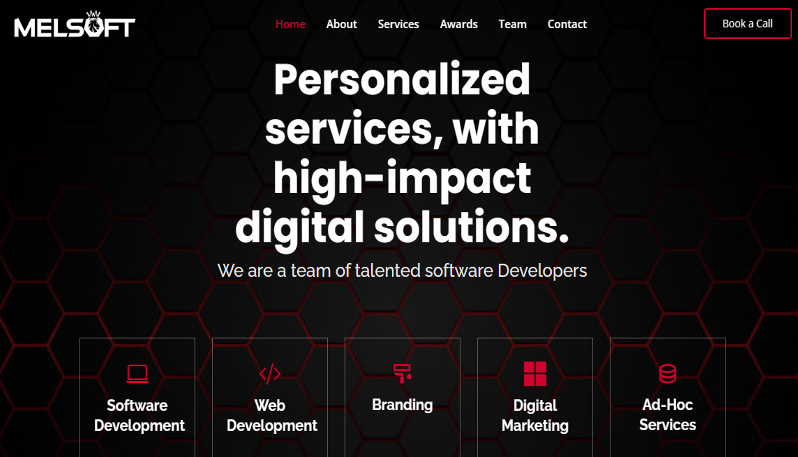 MELSOFT
Home About Services Awards Team Contact
Book a Call
Personalized
services, with
high-impact
digital solutions.
We are a team of talented software Developers
Software
Development
Web
Development
Branding
Digital
Marketing
Ad-Hoc
Services